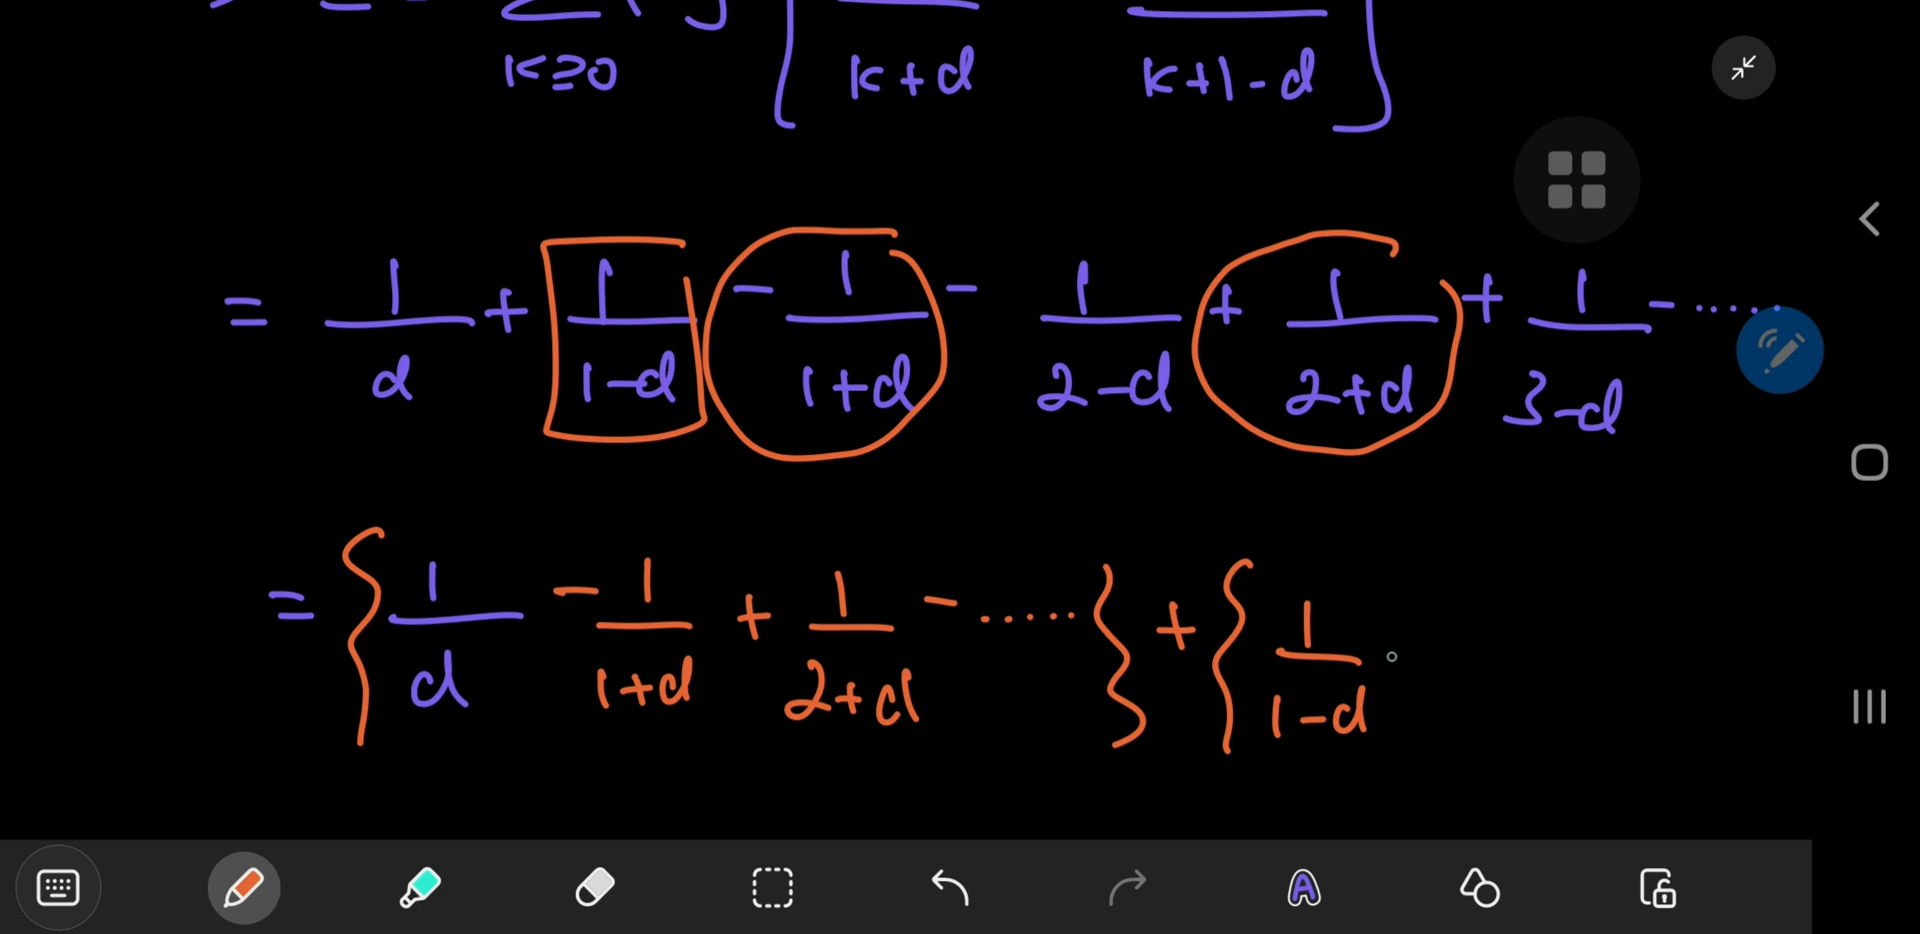 k≥0 [ k+d k+1-d ]
= 1/d + 1/(1-d) - 1/(1+d) - 1/(2-d) + 1/(2+d) + 1/(3-d) - ......
= { 1/d - 1/(1+d) + 1/(2+d) - ...... } + { 1/(1-d)